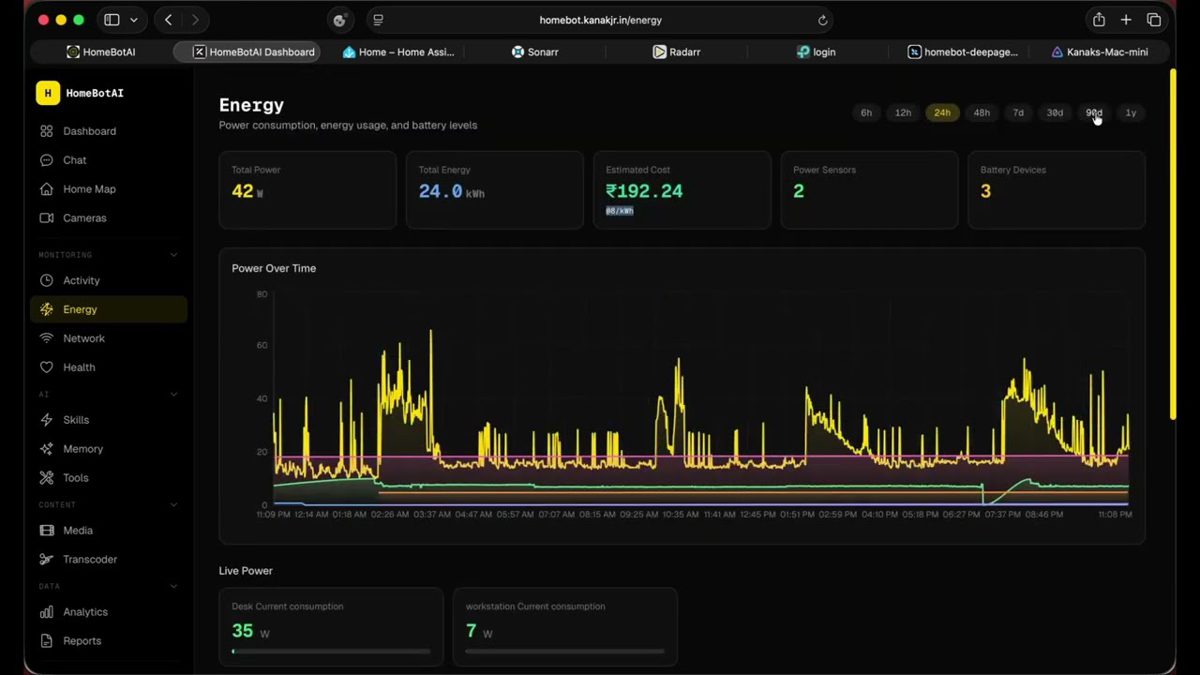 homebot.kanakjr.in/energy
HomeBotAI
HomeBotAI Dashboard
Home – Home Assi...
Sonarr
Radarr
login
homebot-deepage...
Kanaks-Mac-mini
H
HomeBotAI
Dashboard
Chat
Home Map
Cameras
MONITORING
Activity
Energy
Network
Health
AI
Skills
Memory
Tools
CONTENT
Media
Transcoder
DATA
Analytics
Reports
Energy
Power consumption, energy usage, and battery levels
6h 12h 24h 48h 7d 30d 90d 1y
Total Power
42 W
Total Energy
24.0 kWh
Estimated Cost
₹192.24
@8/kWh
Power Sensors
2
Battery Devices
3
Power Over Time
80
60
40
20
0
11:09 PM 12:14 AM 01:18 AM 02:26 AM 03:37 AM 04:47 AM 05:57 AM 07:07 AM 08:15 AM 09:25 AM 10:35 AM 11:41 AM 12:45 PM 01:51 PM 02:59 PM 04:10 PM 05:18 PM 06:27 PM 07:37 PM 08:46 PM 11:08 PM
Live Power
Desk Current consumption
35 W
workstation Current consumption
7 W